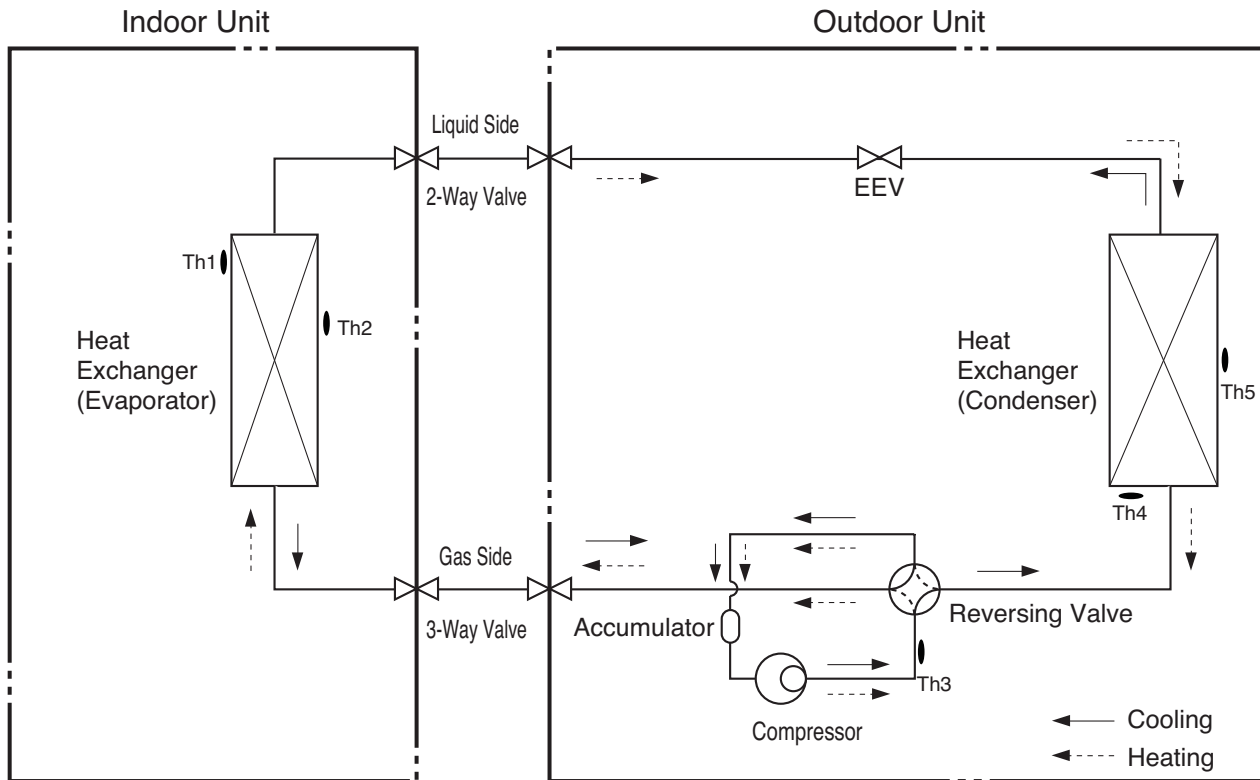 Indoor Unit
Outdoor Unit
Liquid Side
2-Way Valve
EEV
Th1
Th2
Heat
Exchanger
(Evaporator)
Heat
Exchanger
(Condenser)
Th5
Th4
Gas Side
3-Way Valve
Accumulator
Reversing Valve
Th3
Compressor
Cooling
Heating